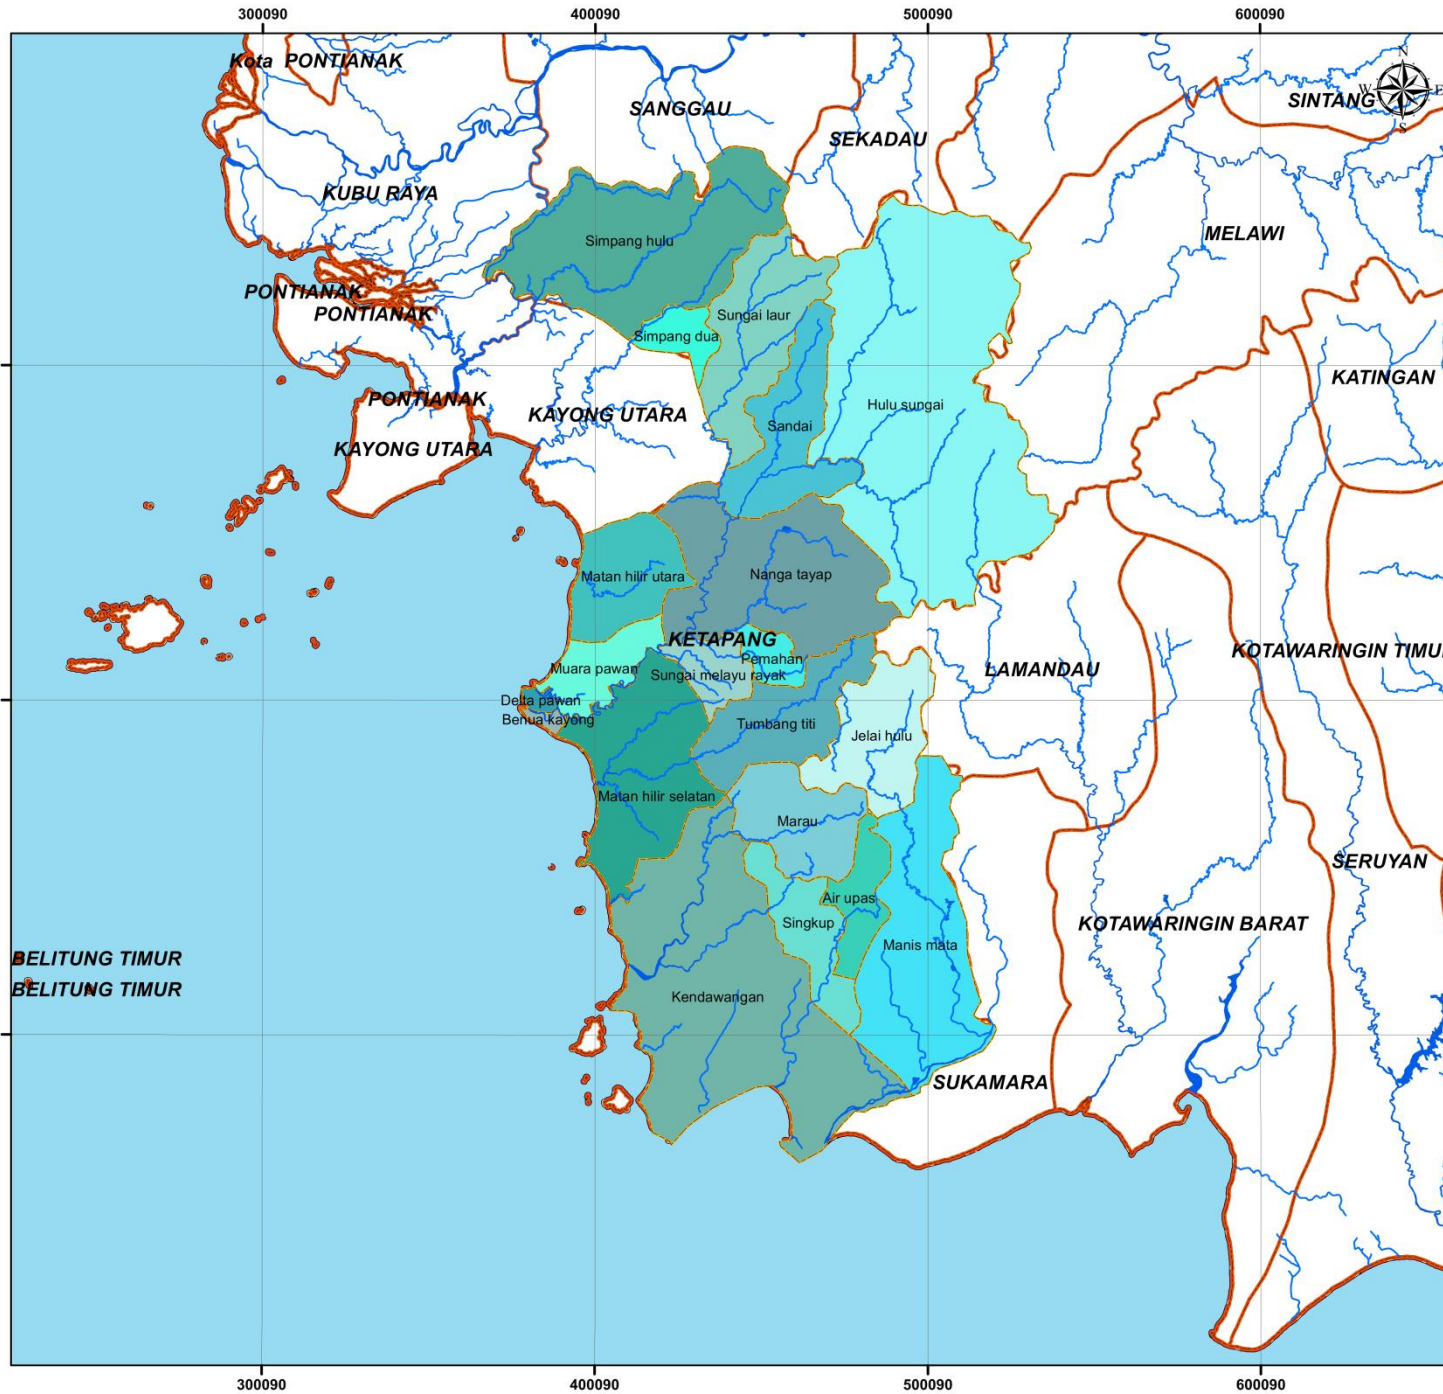 300090 400090 500090 600090
N
W E
S
Kota PONTIANAK
SANGGAU
SINTANG
SEKADAU
KUBU RAYA
MELAWI
Simpang hulu
PONTIANAK
PONTIANAK
Sungai laur
Simpang dua
KATINGAN
PONTIANAK
Hulu sungai
KAYONG UTARA
Sandai
KAYONG UTARA
Matan hilir utara
Nanga tayap
KETAPANG
KOTAWARINGIN TIMU
Pemahan
Muara pawan
LAMANDAU
Sungai melayu rayak
Delta pawan
Benua kayong
Tumbang titi
Jelai hulu
Matan hilir selatan
Marau
SERUYAN
Air upas
Singkup
KOTAWARINGIN BARAT
Manis mata
BELITUNG TIMUR
BELITUNG TIMUR
Kendawangan
SUKAMARA
300090 400090 500090 600090